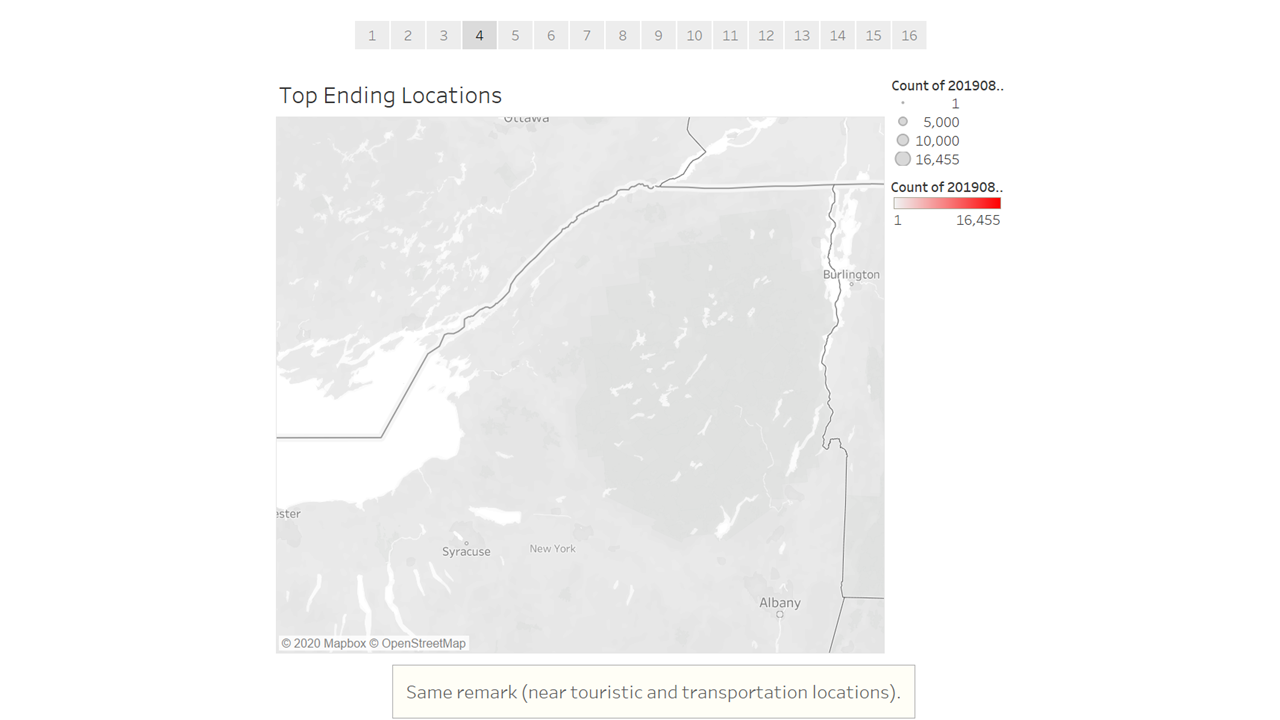 1 2 3 4 5 6 7 8 9 10 11 12 13 14 15 16
Top Ending Locations
Count of 201908..
1
5,000
10,000
16,455
Count of 201908..
1 16,455
Ottawa
Burlington
ester
Syracuse
New York
Albany
© 2020 Mapbox © OpenStreetMap
Same remark (near touristic and transportation locations).